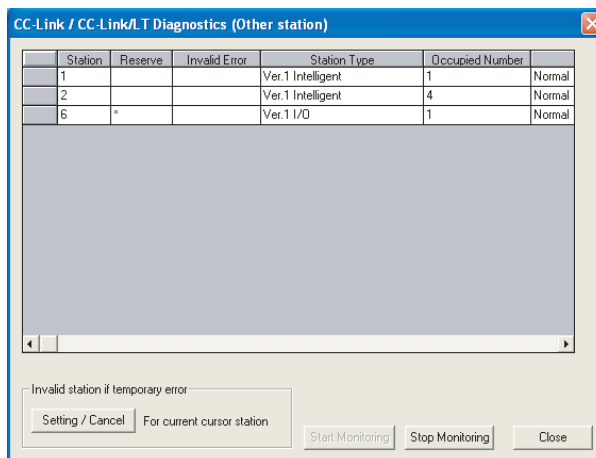 CC-Link / CC-Link/LT Diagnostics (Other station)
Station Reserve Invalid Error Station Type Occupied Number
1 Ver.1 Intelligent 1 Normal
2 Ver.1 Intelligent 4 Normal
6 * Ver.1 I/O 1 Normal
Invalid station if temporary error
Setting / Cancel For current cursor station
Start Monitoring Stop Monitoring Close